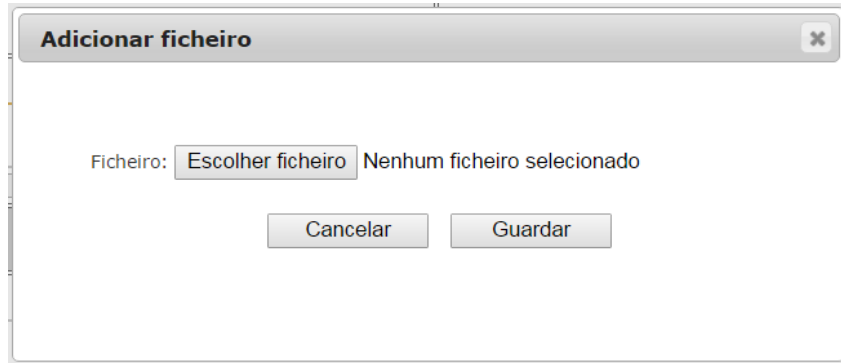 Adicionar ficheiro
Ficheiro: Escolher ficheiro Nenhum ficheiro selecionado
Cancelar Guardar